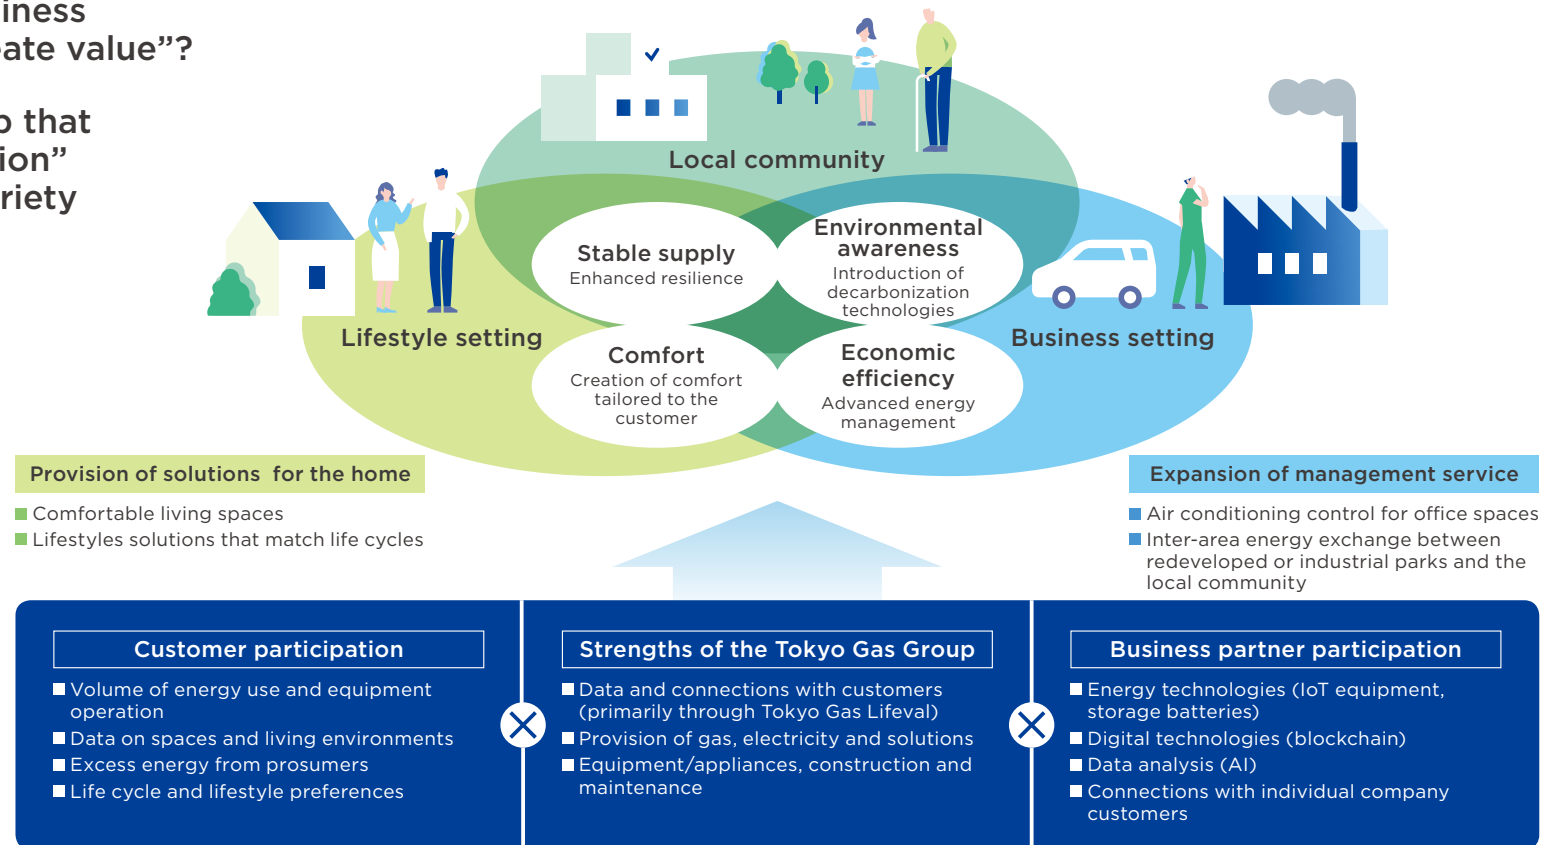 iness
eate value”?
o that
ion”
riety
Local community
Lifestyle setting
Business setting
Stable supply
Enhanced resilience
Environmental
awareness
Introduction of
decarbonization
technologies
Comfort
Creation of comfort
tailored to the
customer
Economic
efficiency
Advanced energy
management
Provision of solutions for the home
Comfortable living spaces
Lifestyles solutions that match life cycles
Expansion of management service
Air conditioning control for office spaces
Inter-area energy exchange between
redeveloped or industrial parks and the
local community
Customer participation
Volume of energy use and equipment
operation
Data on spaces and living environments
Excess energy from prosumers
Life cycle and lifestyle preferences
Strengths of the Tokyo Gas Group
Data and connections with customers
(primarily through Tokyo Gas Lifeval)
Provision of gas, electricity and solutions
Equipment/appliances, construction and
maintenance
Business partner participation
Energy technologies (IoT equipment,
storage batteries)
Digital technologies (blockchain)
Data analysis (AI)
Connections with individual company
customers